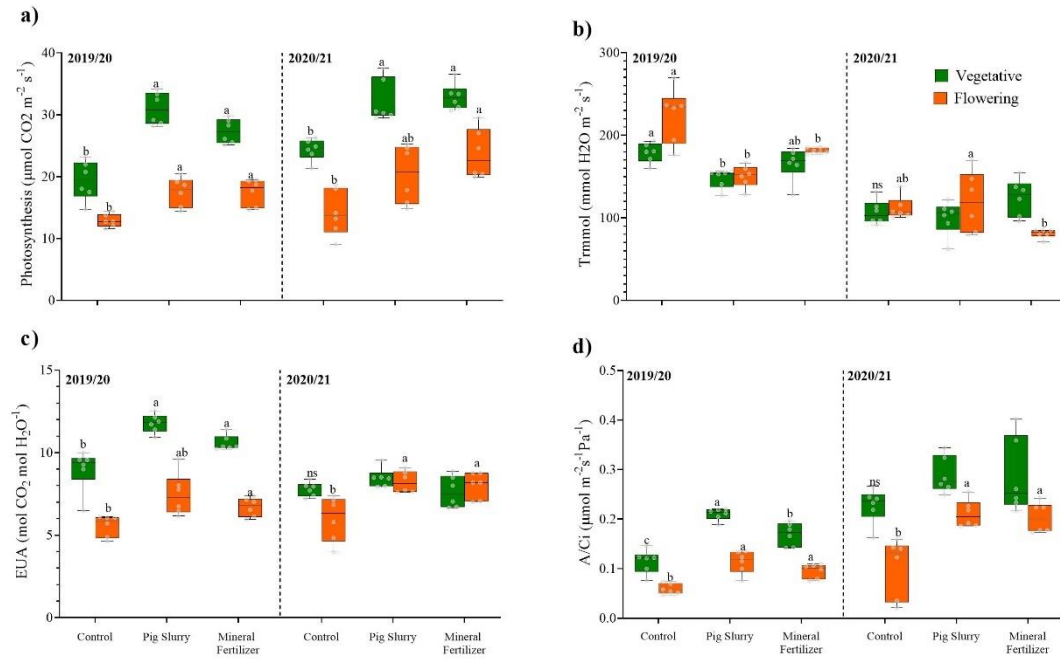 a)
2019/20
2020/21
Photosynthesis (μmol CO2 m⁻² s⁻¹)
40
30
20
10
0
b
b
a
a
a
a
b
b
a
ab
a
a
b)
2019/20
2020/21
Vegetative
Flowering
Trmmol (mmol H2O m⁻² s⁻¹)
300
200
100
0
a
a
b
b
ab
b
ns
ab
a
b
c)
2019/20
2020/21
EUA (mol CO₂ mol H₂O⁻¹)
15
10
5
0
b
b
a
ab
a
a
ns
b
a
a
Control
Pig Slurry
Mineral
Fertilizer
Control
Pig Slurry
Mineral
Fertilizer
d)
2019/20
2020/21
A/Ci (μmol m⁻²s⁻¹Pa⁻¹)
0.5
0.4
0.3
0.2
0.1
0.0
c
b
a
a
b
a
ns
b
a
a
Control
Pig Slurry
Mineral
Fertilizer
Control
Pig Slurry
Mineral
Fertilizer